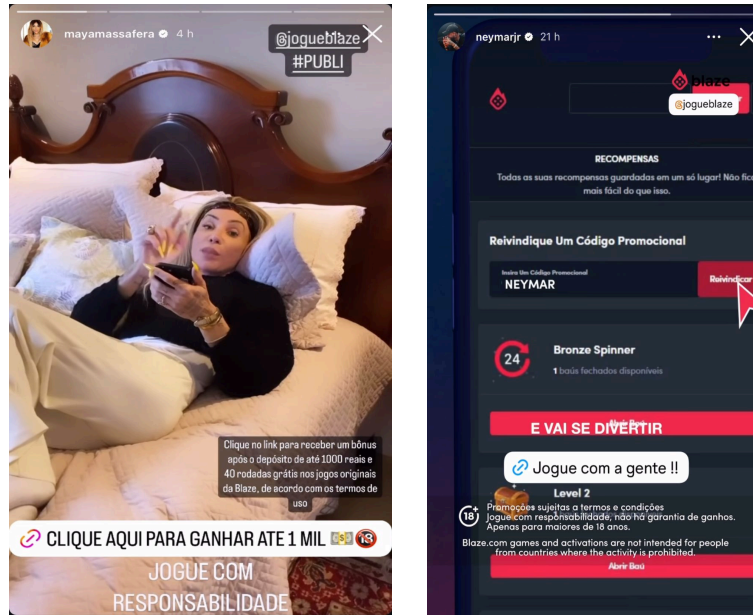 mayamassafera 4 h
@jogueblaze
#PUBLI
Clique no link para receber um bônus
após o depósito de até 1000 reais e
40 rodadas grátis nos jogos originais
da Blaze, de acordo com os termos de
uso
CLIQUE AQUI PARA GANHAR ATE 1 MIL
JOGUE COM
RESPONSABILIDADE
neymarjr 21 h
blaze
@jogueblaze
RECOMPENSAS
Todas as suas recompensas guardadas em um só lugar! Não fica
mais fácil do que isso.
Reivindique Um Código Promocional
Insira Um Código Promocional
NEYMAR
Reivindicar
24
Bronze Spinner
1 baús fechados disponíveis
E VAI SE DIVERTIR
Jogue com a gente !!
Level 2
18+
Promoções sujeitas a termos e condições
Jogue com responsabilidade, não há garantia de ganhos.
Apenas para maiores de 18 anos.
Blaze.com games and activations are not intended for people
from countries where the activity is prohibited.
Abrir Baú